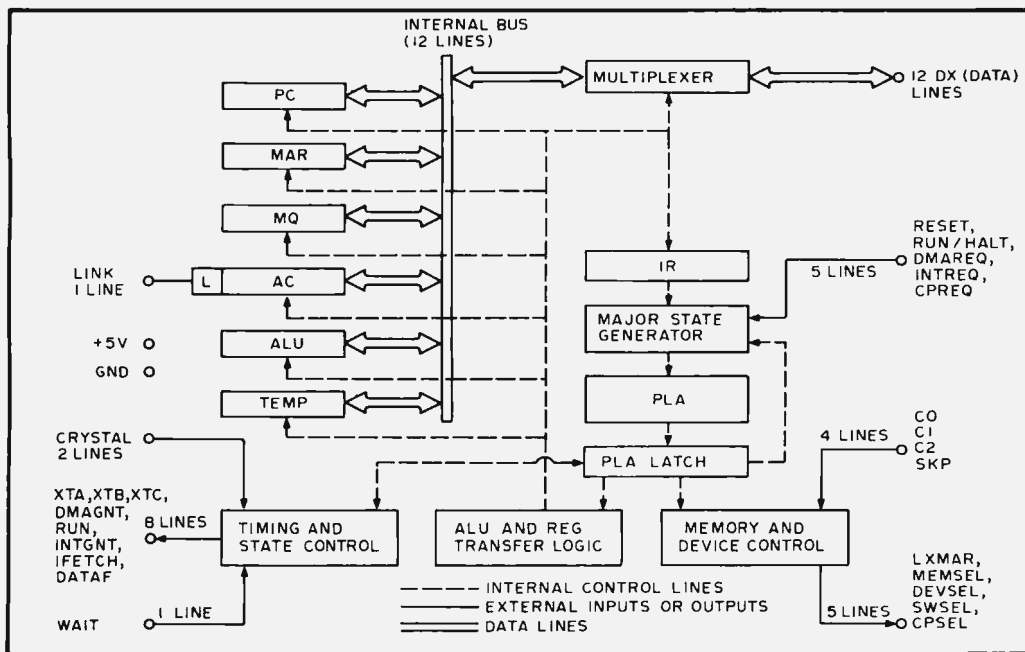 INTERNAL BUS
(12 LINES)
MULTIPLEXER
12 DX (DATA)
LINES
PC
MAR
MQ
LINK
1 LINE
L
AC
IR
5 LINES
RESET,
RUN/HALT,
DMAREQ,
INTREQ,
CPREQ
+5V
GND
ALU
MAJOR STATE
GENERATOR
TEMP
PLA
CRYSTAL
2 LINES
PLA LATCH
4 LINES
C0
C1
C2
SKP
XTA,XTB,XTC,
DMAGNT,
RUN,
INTGNT,
IFETCH,
DATAF
8 LINES
TIMING AND
STATE CONTROL
ALU AND REG
TRANSFER LOGIC
MEMORY AND
DEVICE CONTROL
WAIT
1 LINE
INTERNAL CONTROL
LINES
EXTERNAL INPUTS OR OUTPUTS
DATA LINES
5 LINES
LXMAR,
MEMSEL,
DEVSEL,
SWSEL,
CPSEL